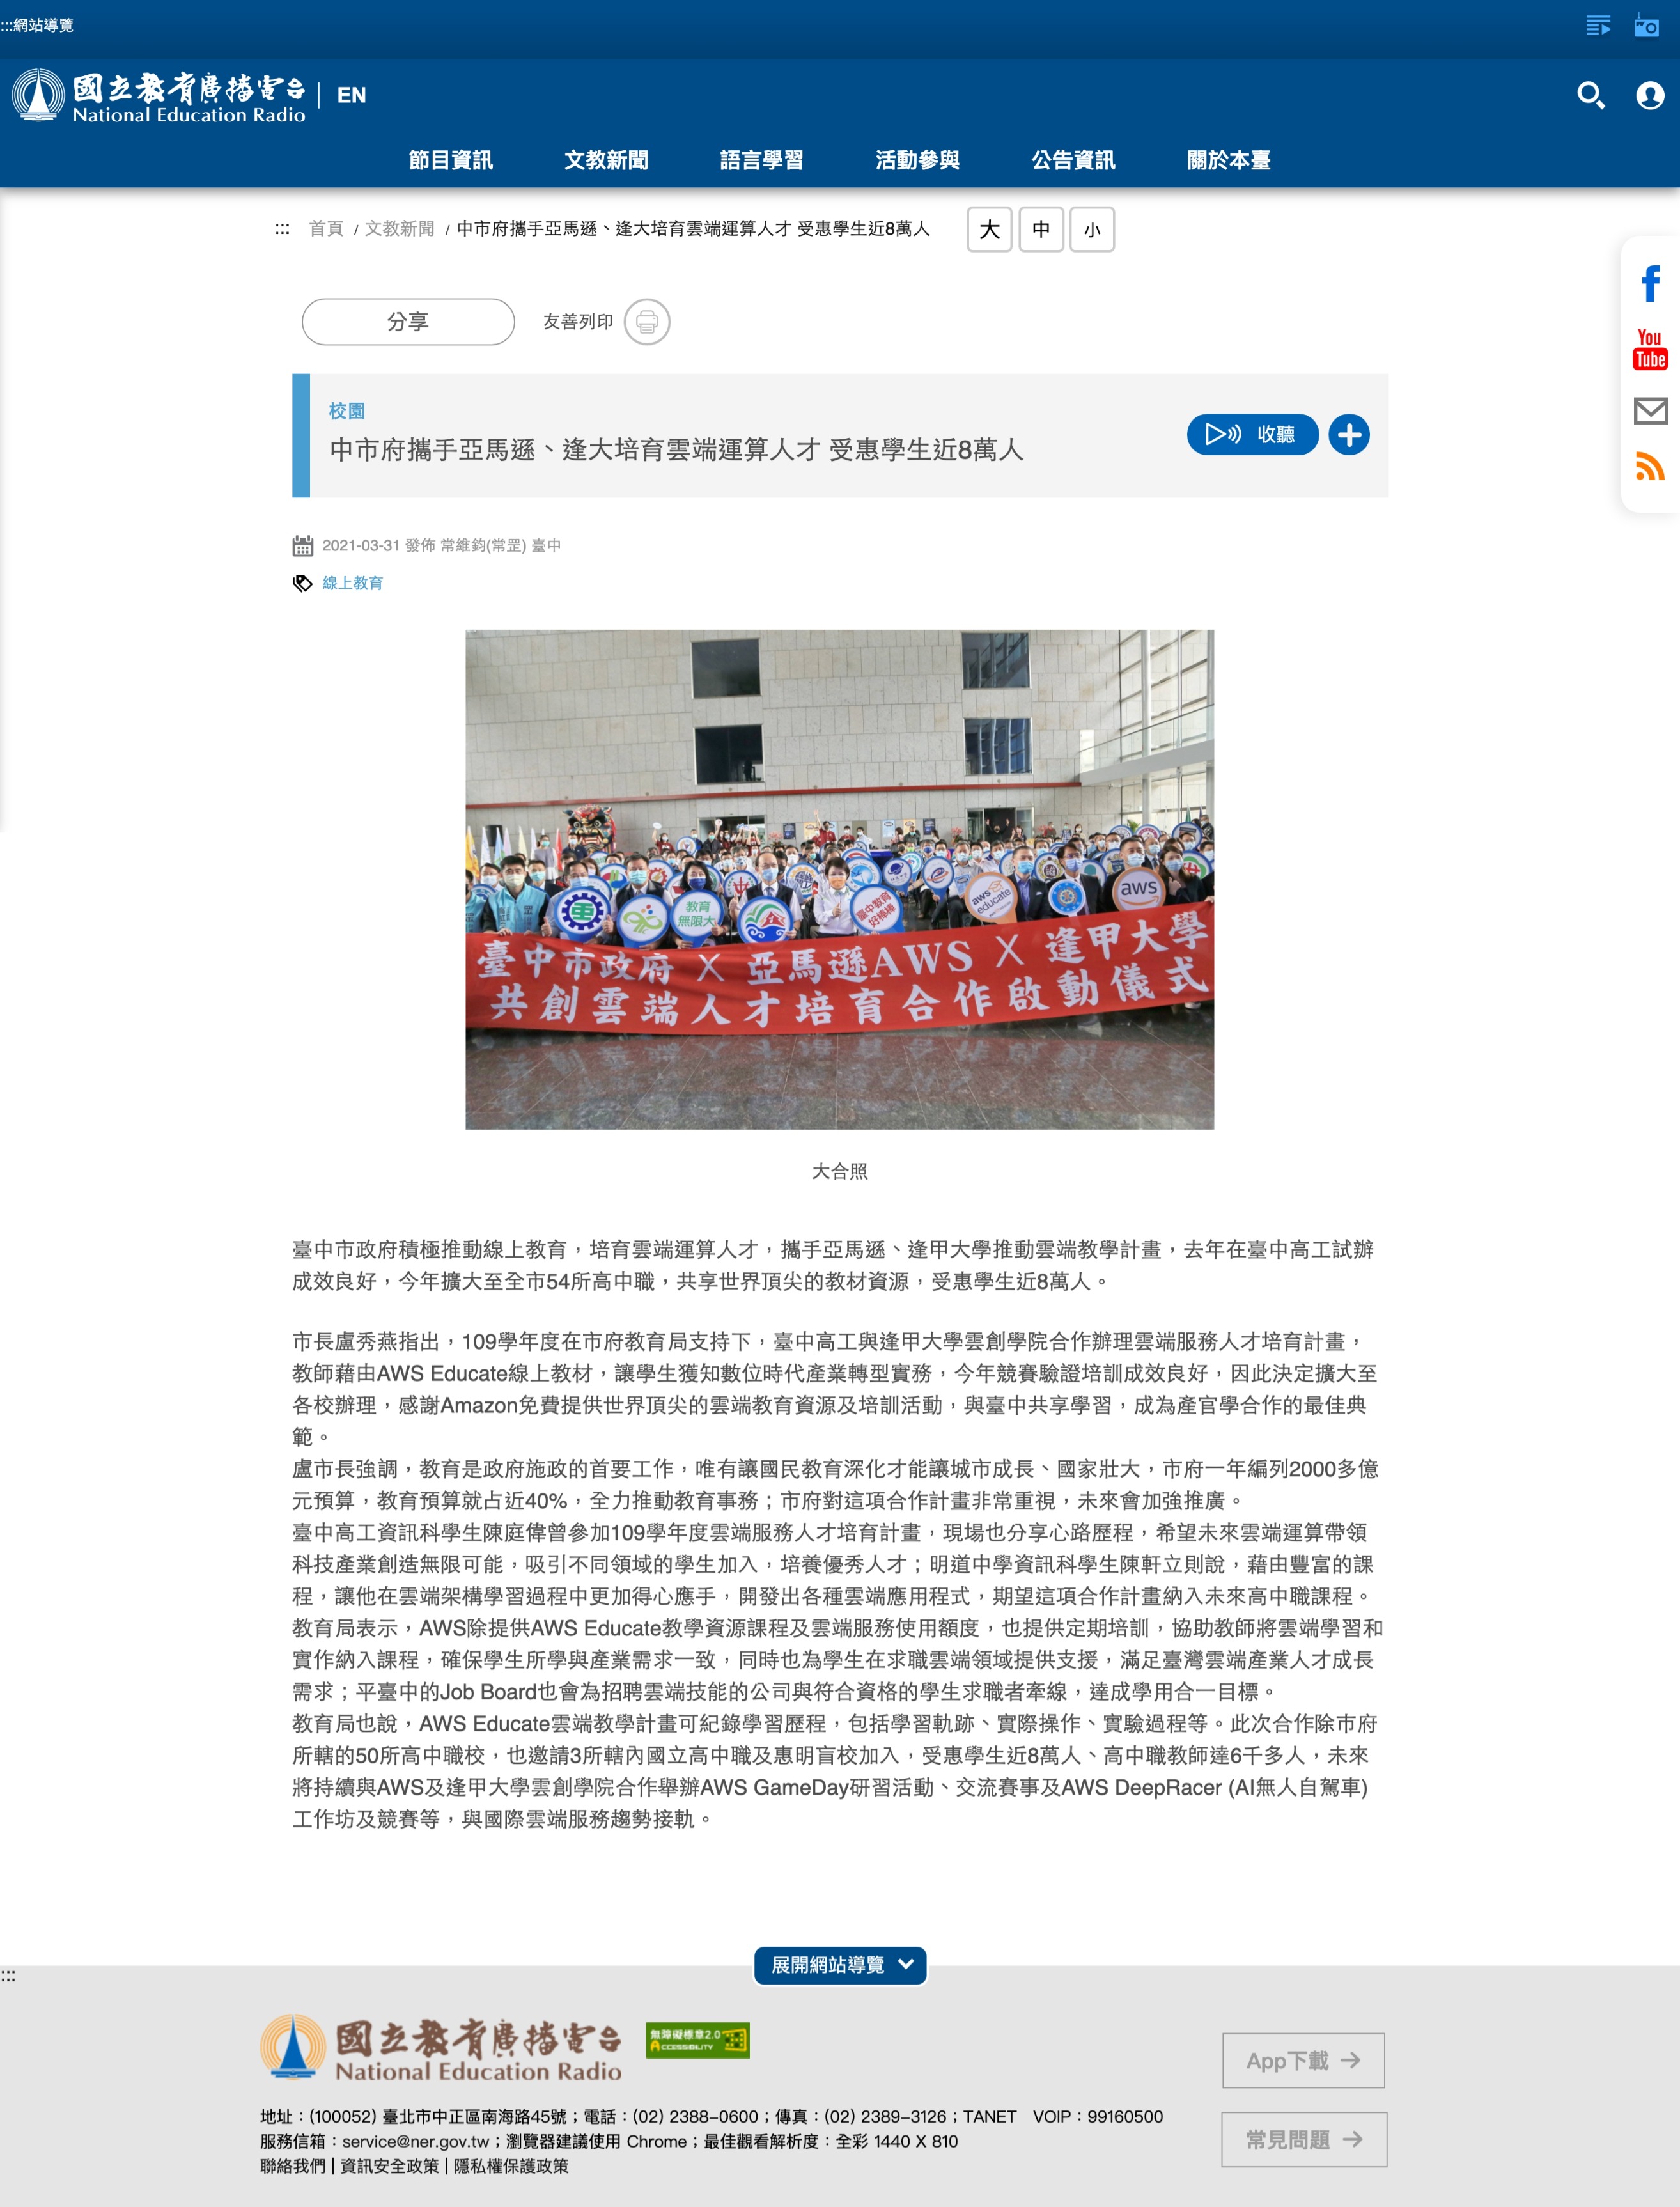 :::網站導覽
國立教育廣播電台
National Education Radio
EN
節目資訊 文教新聞 語言學習 活動參與 公告資訊 關於本臺
::: 首頁 / 文教新聞 / 中市府攜手亞馬遜、逢大培育雲端運算人才 受惠學生近8萬人 大 中 小
分享 友善列印
You
Tube
校園
中市府攜手亞馬遜、逢大培育雲端運算人才 受惠學生近8萬人
收聽
2021-03-31 發佈 常維鈞(常罡) 臺中
線上教育
教育
無限大
臺中教育
好棒棒
aws
educate
aws
臺中市政府 X 亞馬遜AWS X 逢甲大學
共創雲端人才培育合作啟動儀式
大合照
臺中市政府積極推動線上教育，培育雲端運算人才，攜手亞馬遜、逢甲大學推動雲端教學計畫，去年在臺中高工試辦
成效良好，今年擴大至全市54所高中職，共享世界頂尖的教材資源，受惠學生近8萬人。
市長盧秀燕指出，109學年度在市府教育局支持下，臺中高工與逢甲大學雲創學院合作辦理雲端服務人才培育計畫，
教師藉由AWS Educate線上教材，讓學生獲知數位時代產業轉型實務，今年競賽驗證培訓成效良好，因此決定擴大至
各校辦理，感謝Amazon免費提供世界頂尖的雲端教育資源及培訓活動，與臺中共享學習，成為產官學合作的最佳典
範。
盧市長強調，教育是政府施政的首要工作，唯有讓國民教育深化才能讓城市成長、國家壯大，市府一年編列2000多億
元預算，教育預算就占近40%，全力推動教育事務；市府對這項合作計畫非常重視，未來會加強推廣。
臺中高工資訊科學生陳庭偉曾參加109學年度雲端服務人才培育計畫，現場也分享心路歷程，希望未來雲端運算帶領
科技產業創造無限可能，吸引不同領域的學生加入，培養優秀人才；明道中學資訊科學生陳軒立則說，藉由豐富的課
程，讓他在雲端架構學習過程中更加得心應手，開發出各種雲端應用程式，期望這項合作計畫納入未來高中職課程。
教育局表示，AWS除提供AWS Educate教學資源課程及雲端服務使用額度，也提供定期培訓，協助教師將雲端學習和
實作納入課程，確保學生所學與產業需求一致，同時也為學生在求職雲端領域提供支援，滿足臺灣雲端產業人才成長
需求；平臺中的Job Board也會為招聘雲端技能的公司與符合資格的學生求職者牽線，達成學用合一目標。
教育局也說，AWS Educate雲端教學計畫可紀錄學習歷程，包括學習軌跡、實際操作、實驗過程等。此次合作除市府
所轄的50所高中職校，也邀請3所轄內國立高中職及惠明盲校加入，受惠學生近8萬人、高中職教師達6千多人，未來
將持續與AWS及逢甲大學雲創學院合作舉辦AWS GameDay研習活動、交流賽事及AWS DeepRacer (AI無人自駕車)
工作坊及競賽等，與國際雲端服務趨勢接軌。
展開網站導覽
:::
國立教育廣播電台
National Education Radio
無障礙標章2.0
ACCESSIBILITY
App下載
地址：(100052) 臺北市中正區南海路45號；電話：(02) 2388–0600；傳真：(02) 2389–3126；TANET VOIP：99160500
服務信箱：service@ner.gov.tw；瀏覽器建議使用 Chrome；最佳觀看解析度：全彩 1440 X 810
聯絡我們 | 資訊安全政策 | 隱私權保護政策
常見問題